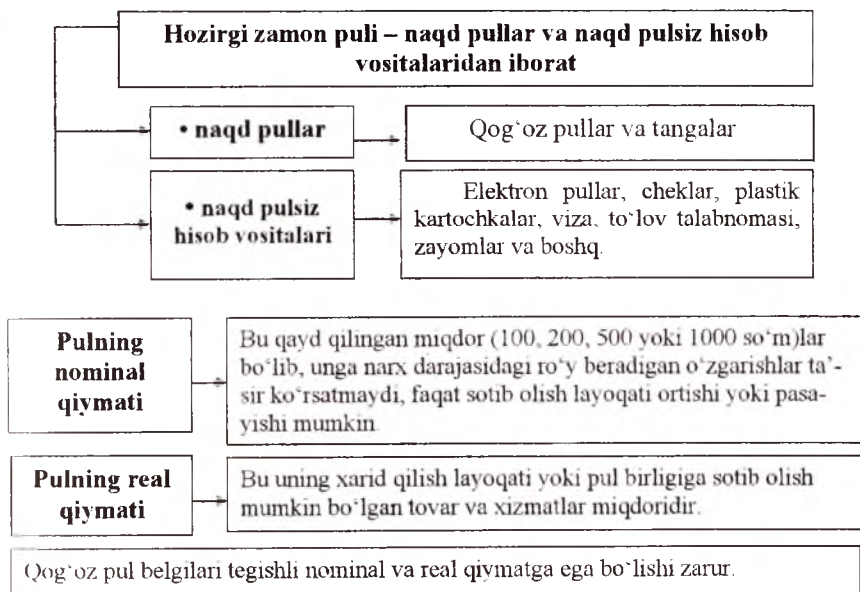 Hozirgi zamon puli – naqd pullar va naqd pulsiz hisob
vositalaridan iborat
• naqd pullar
Qog‘oz pullar va tangalar
• naqd pulsiz
hisob vositalari
Elektron pullar, cheklar, plastik
kartochkalar, viza, to‘lov talabnomasi,
zayomlar va boshq.
Pulning
nominal
qiymati
Bu qayd qilingan miqdor (100, 200, 500 yoki 1000 so‘m)lar
bo‘lib, unga narx darajasidagi ro‘y beradigan o‘zgarishlar ta’-
sir ko‘rsatmaydi, faqat sotib olish layoqati ortishi yoki pasa-
yishi mumkin
Pulning real
qiymati
Bu uning xarid qilish layoqati yoki pul birligiga sotib olish
mumkin bo‘lgan tovar va xizmatlar miqdoridir.
Qog‘oz pul belgilari tegishli nominal va real qiymatga ega bo‘lishi zarur.